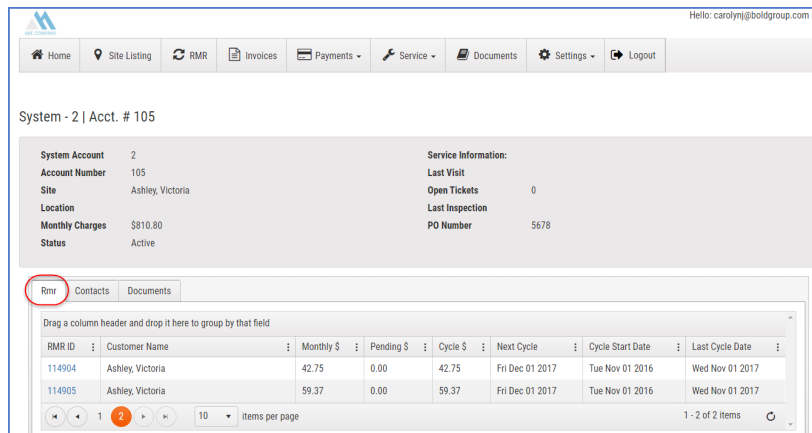 Hello: carolynj@boldgroup.com
ABC COMPANY
Home Site Listing RMR Invoices Payments Service Documents Settings Logout
System - 2 | Acct. # 105
System Account 2 Service Information:
Account Number 105 Last Visit
Site Ashley, Victoria Open Tickets 0
Location Last Inspection
Monthly Charges $810.80 PO Number 5678
Status Active
Rmr Contacts Documents
Drag a column header and drop it here to group by that field
RMR ID Customer Name Monthly $ Pending $ Cycle $ Next Cycle Cycle Start Date Last Cycle Date
114904 Ashley, Victoria 42.75 0.00 42.75 Fri Dec 01 2017 Tue Nov 01 2016 Wed Nov 01 2017
114905 Ashley, Victoria 59.37 0.00 59.37 Fri Dec 01 2017 Tue Nov 01 2016 Wed Nov 01 2017
1 2 10 items per page 1 - 2 of 2 items